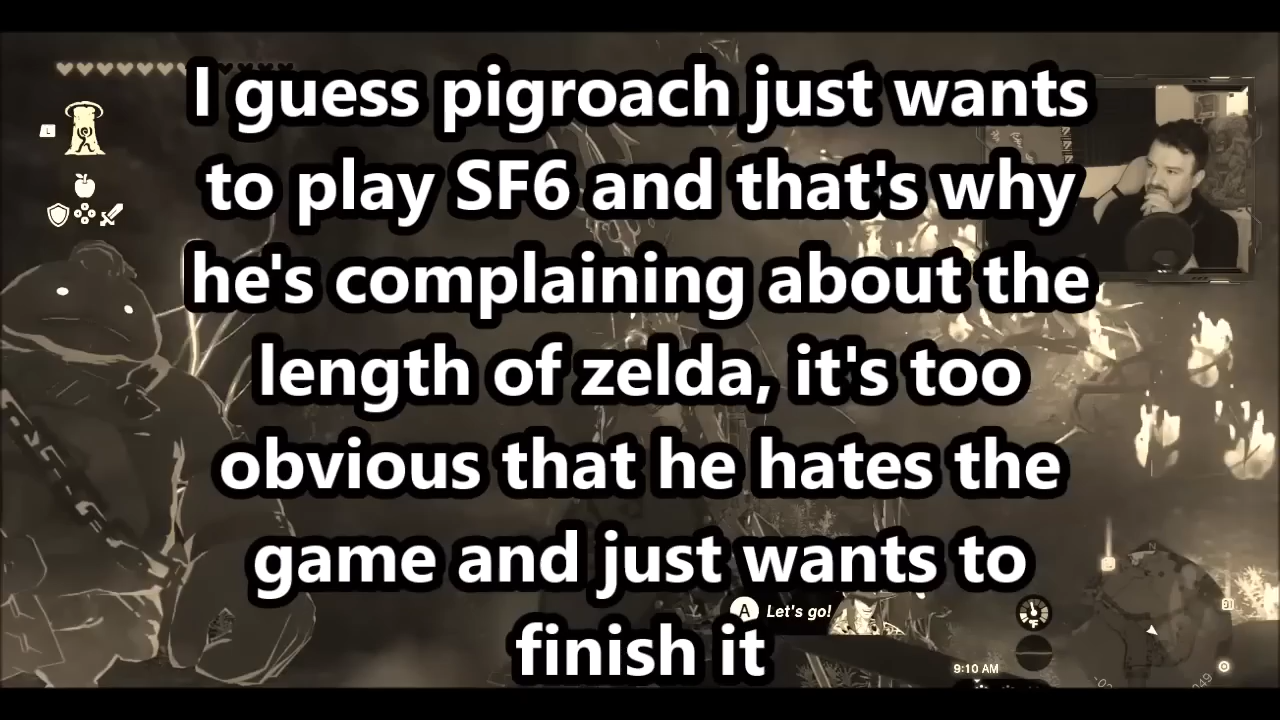 I guess pigroach just wants
to play SF6 and that's why
he's complaining about the
length of zelda, it's too
obvious that he hates the
game and just wants to
finish it
L
A Let's go!
N
9:10 AM